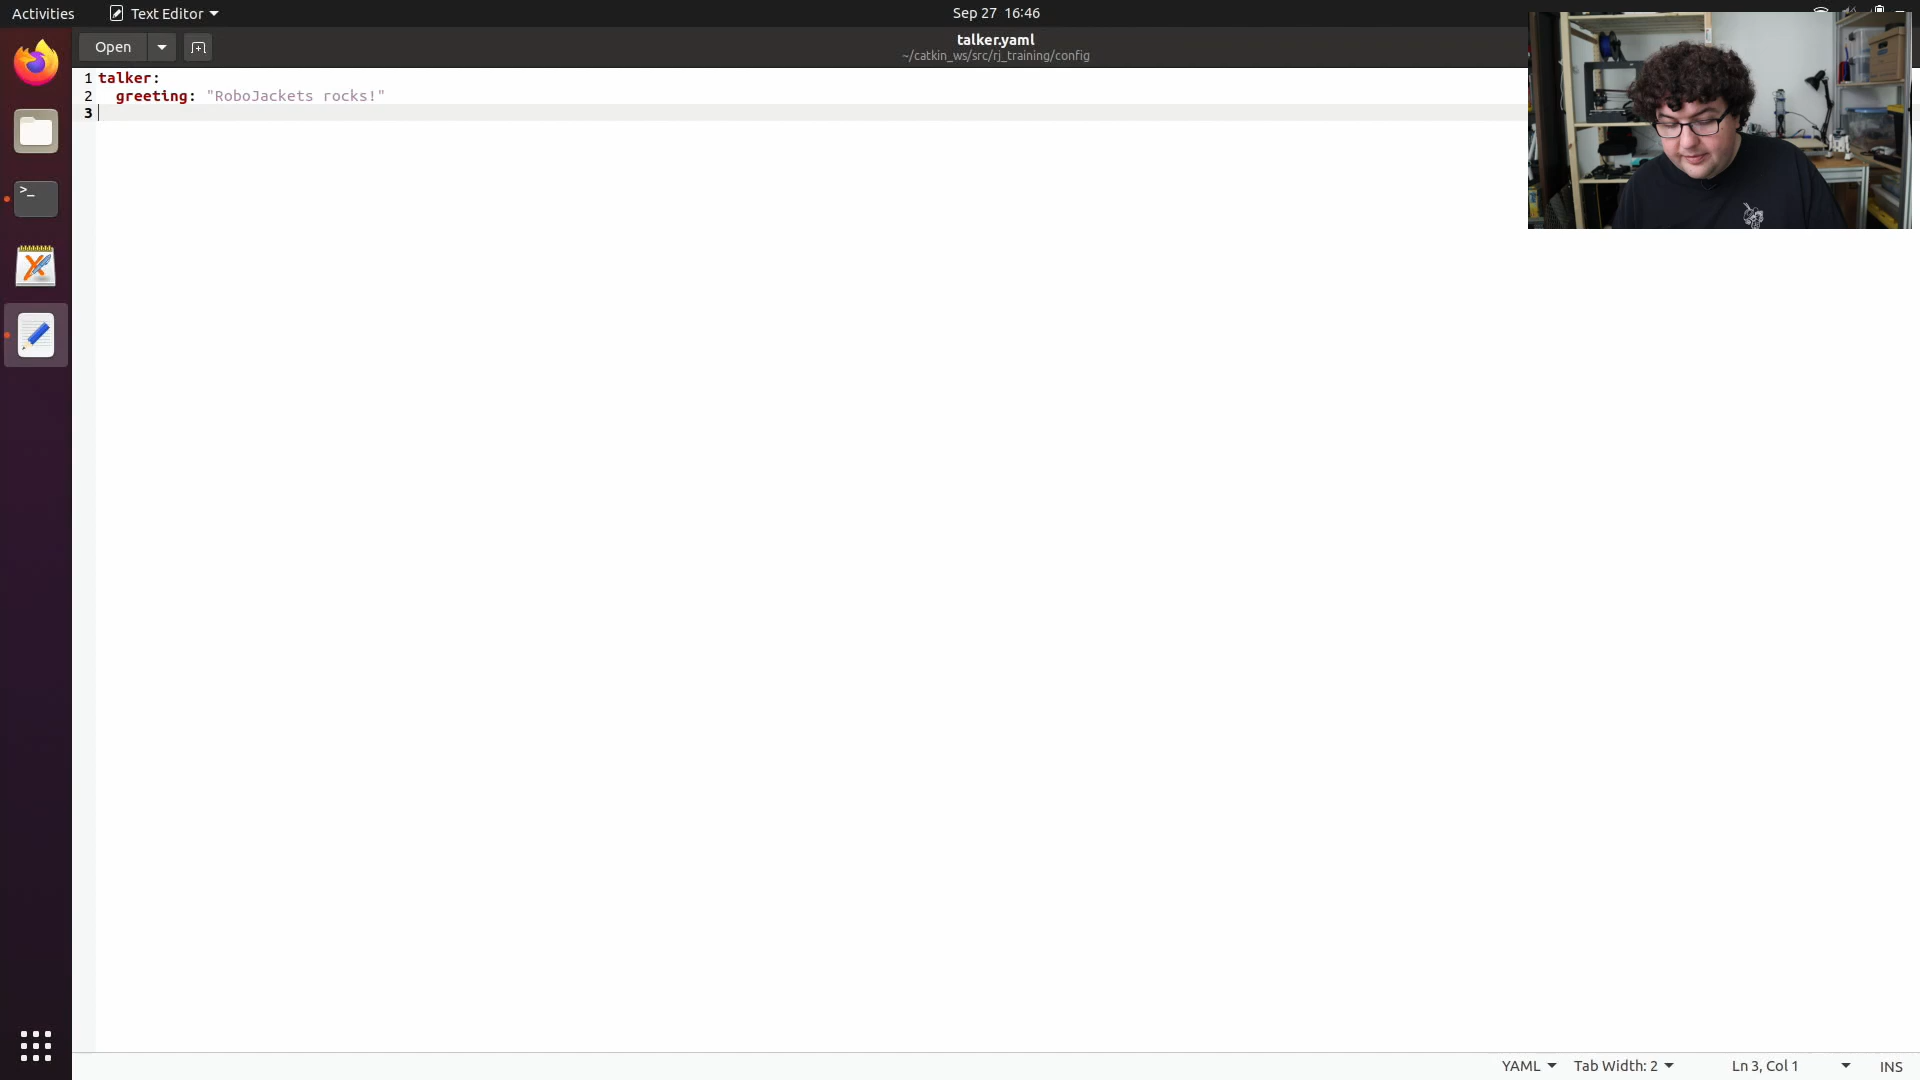 Activities
Text Editor
Sep 27 16:46
Open
talker.yaml
~/catkin_ws/src/rj_training/config
1 talker:
2 greeting: "RoboJackets rocks!"
3
>_
YAML
Tab Width: 2
Ln 3, Col 1
INS